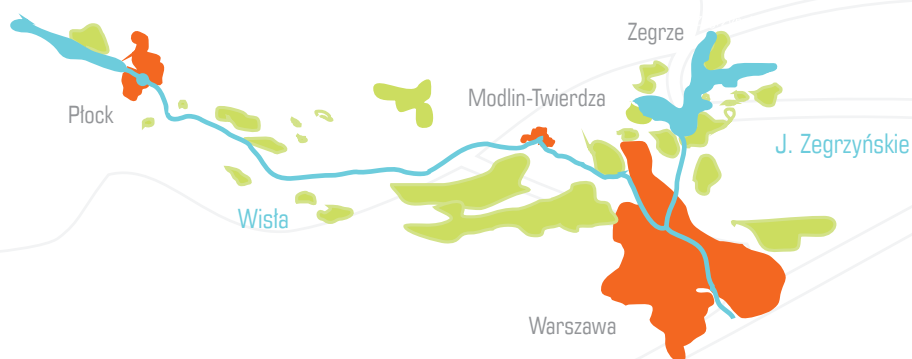 Zegrze
Modlin-Twierdza
Płock
J. Zegrzyńskie
Wisła
Warszawa